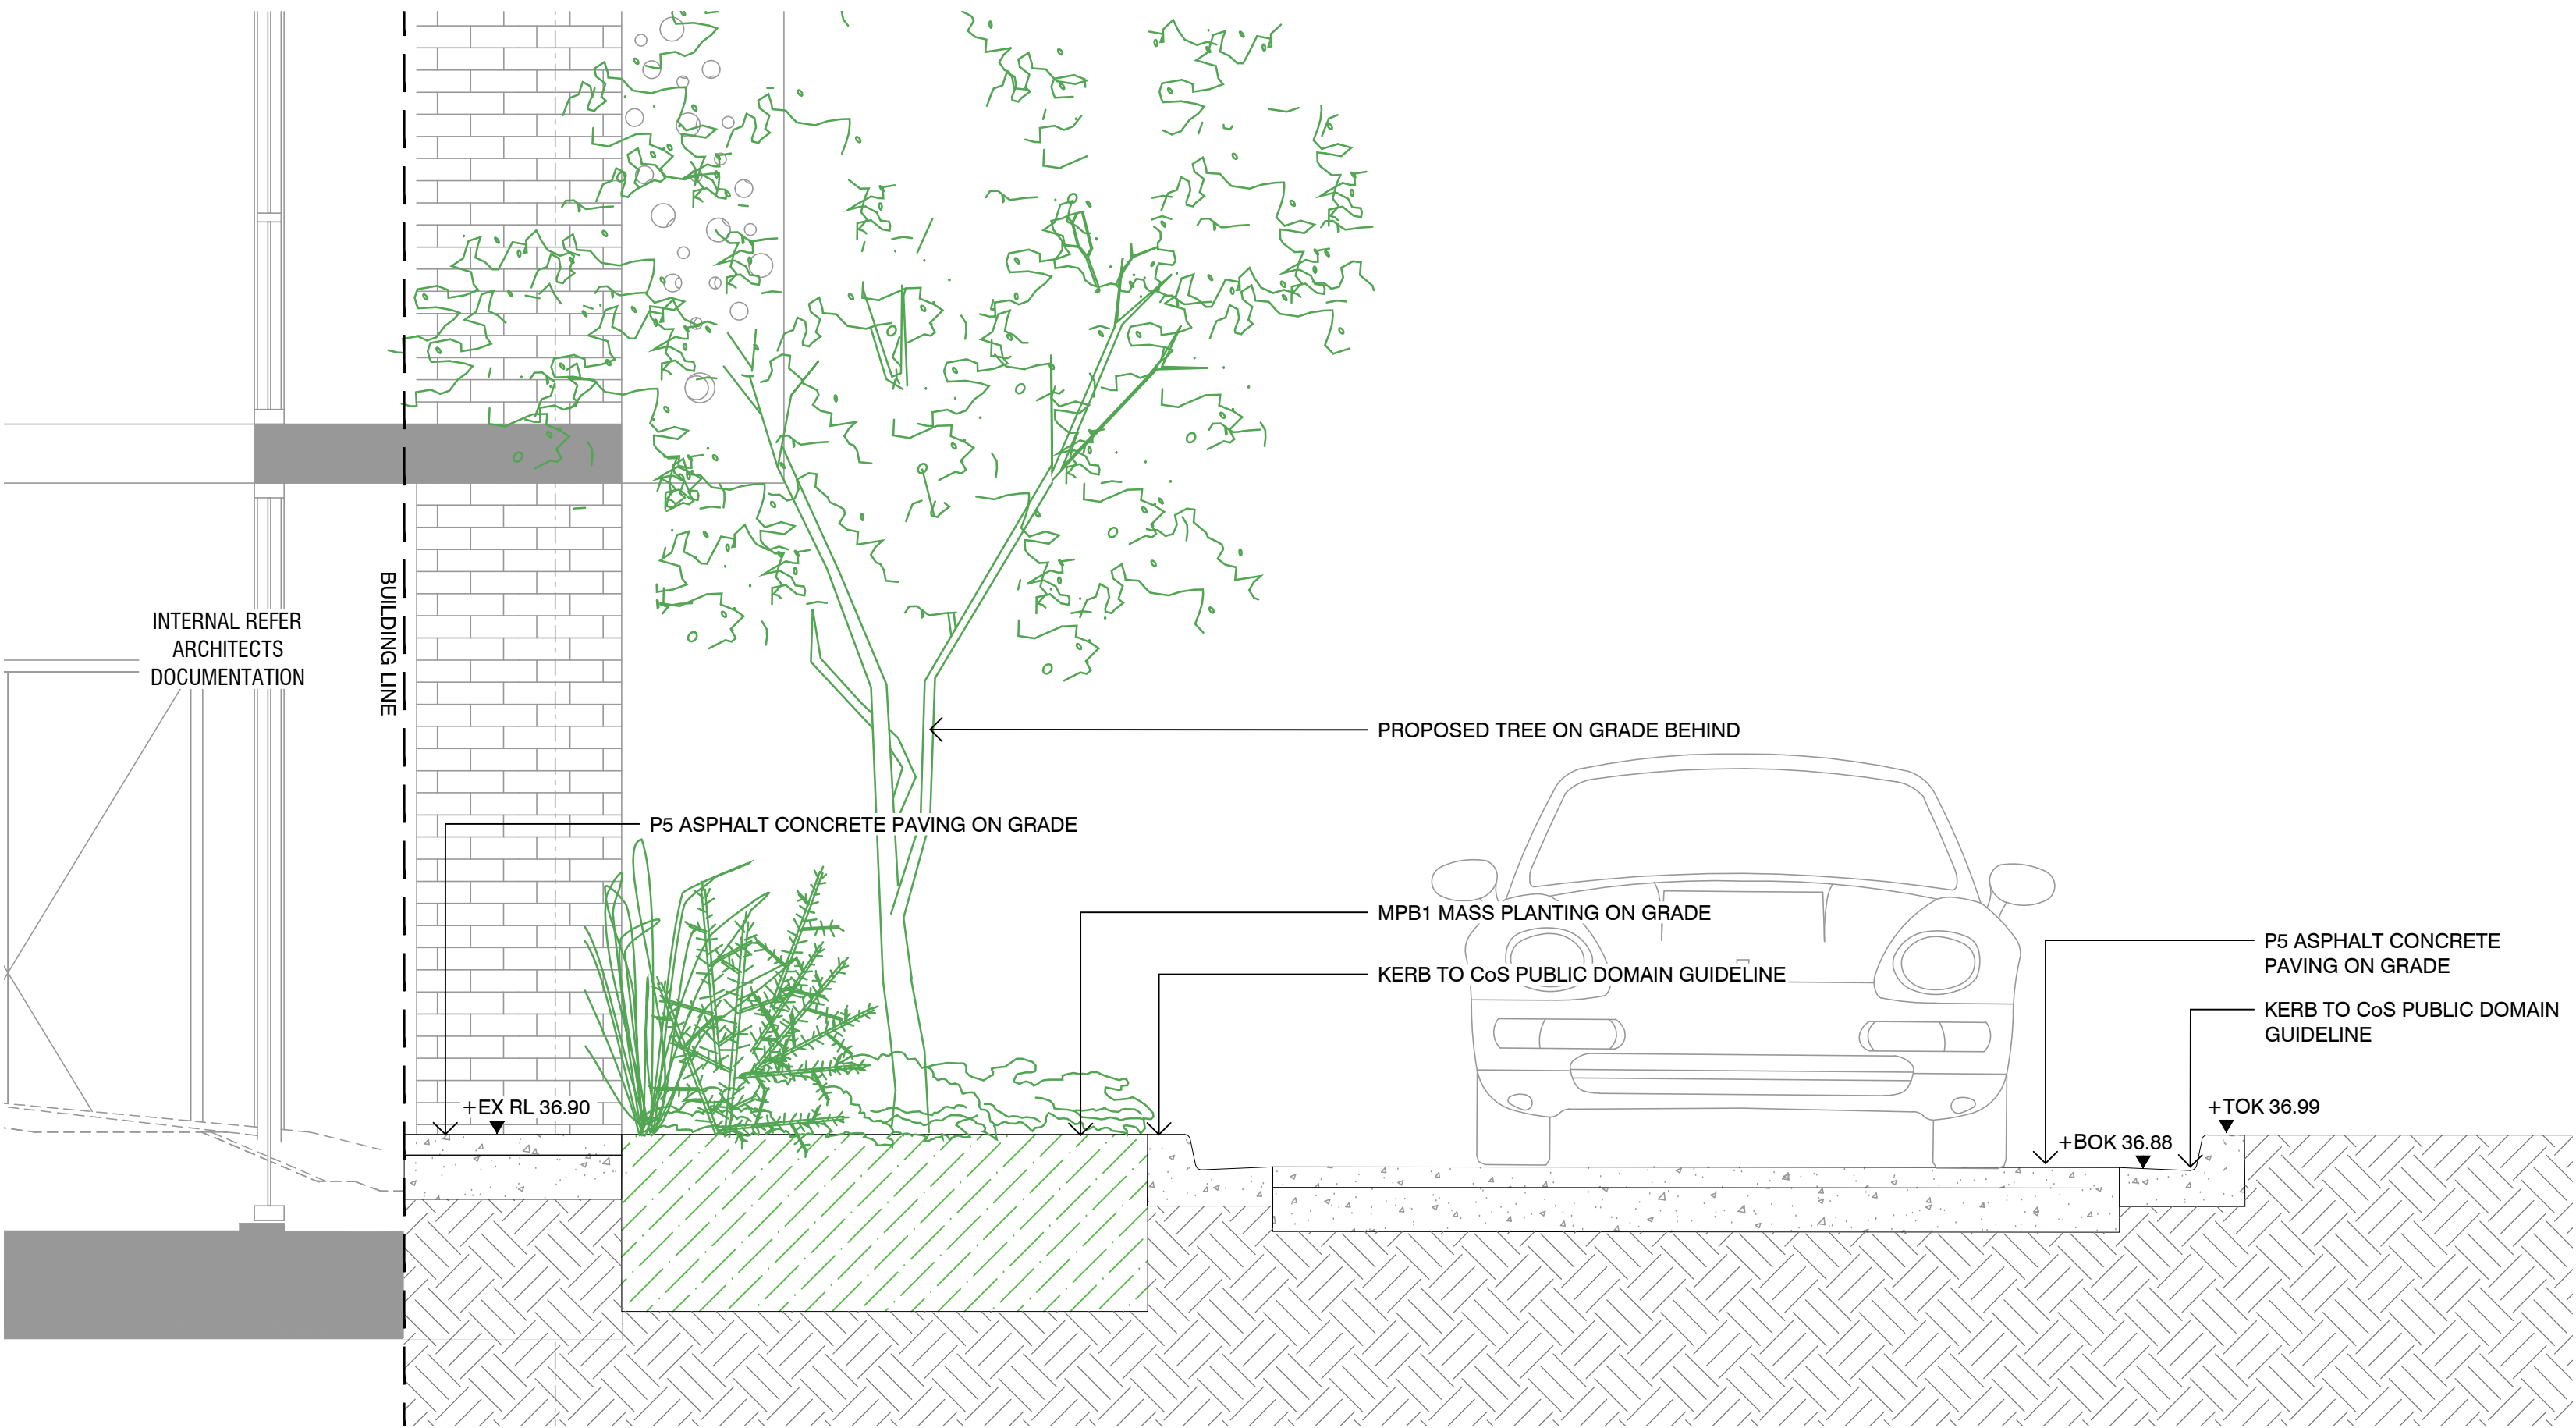 INTERNAL REFER
ARCHITECTS
DOCUMENTATION
BUILDING LINE
PROPOSED TREE ON GRADE BEHIND
P5 ASPHALT CONCRETE PAVING ON GRADE
MPB1 MASS PLANTING ON GRADE
KERB TO CoS PUBLIC DOMAIN GUIDELINE
P5 ASPHALT CONCRETE
PAVING ON GRADE
KERB TO CoS PUBLIC DOMAIN
GUIDELINE
+EX RL 36.90
+TOK 36.99
+BOK 36.88